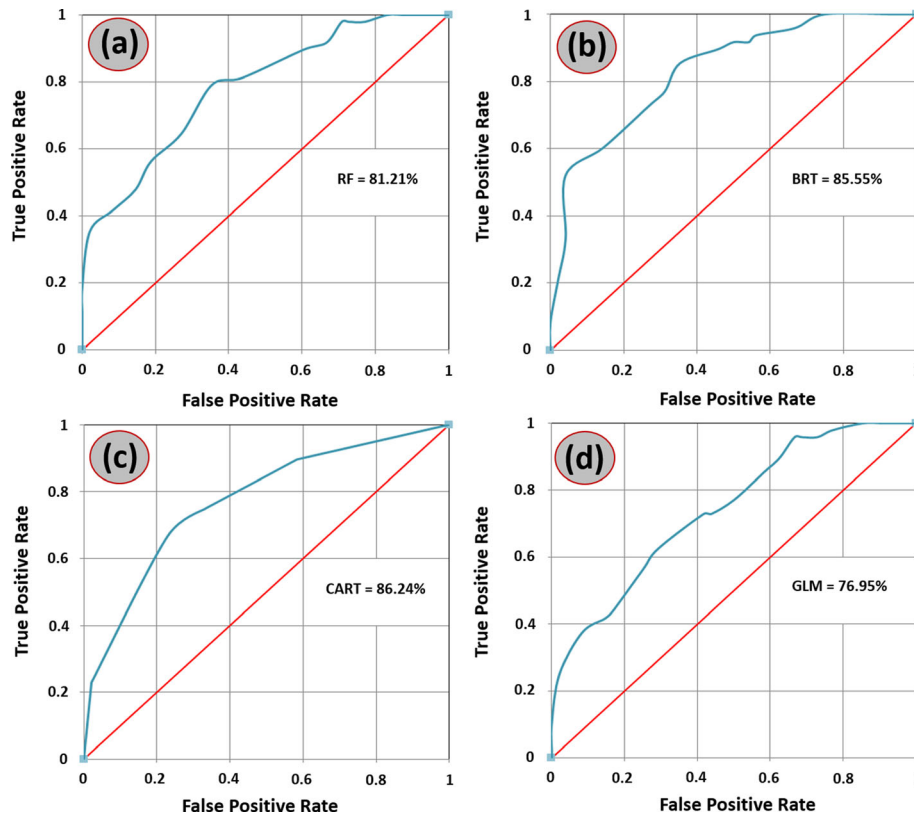 (a)
True Positive Rate
1
0.8
0.6
0.4
0.2
0
RF = 81.21%
0 0.2 0.4 0.6 0.8 1
False Positive Rate
(b)
True Positive Rate
1
0.8
0.6
0.4
0.2
0
BRT = 85.55%
0 0.2 0.4 0.6 0.8 1
False Positive Rate
(c)
True Positive Rate
1
0.8
0.6
0.4
0.2
0
CART = 86.24%
0 0.2 0.4 0.6 0.8 1
False Positive Rate
(d)
True Positive Rate
1
0.8
0.6
0.4
0.2
0
GLM = 76.95%
0 0.2 0.4 0.6 0.8
False Positive Rate